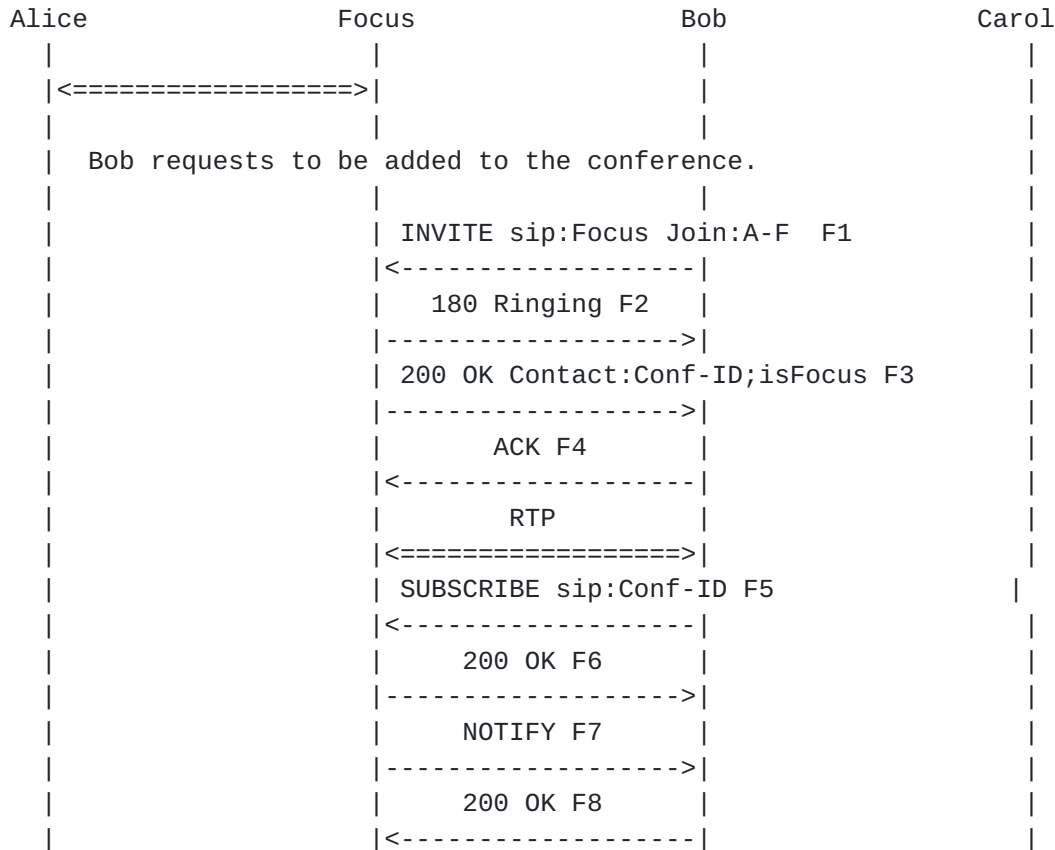 Alice Focus Bob Carol
Bob requests to be added to the conference.
INVITE sip:Focus Join:A-F F1
180 Ringing F2
200 OK Contact:Conf-ID;isFocus F3
ACK F4
RTP
SUBSCRIBE sip:Conf-ID F5
200 OK F6
NOTIFY F7
200 OK F8